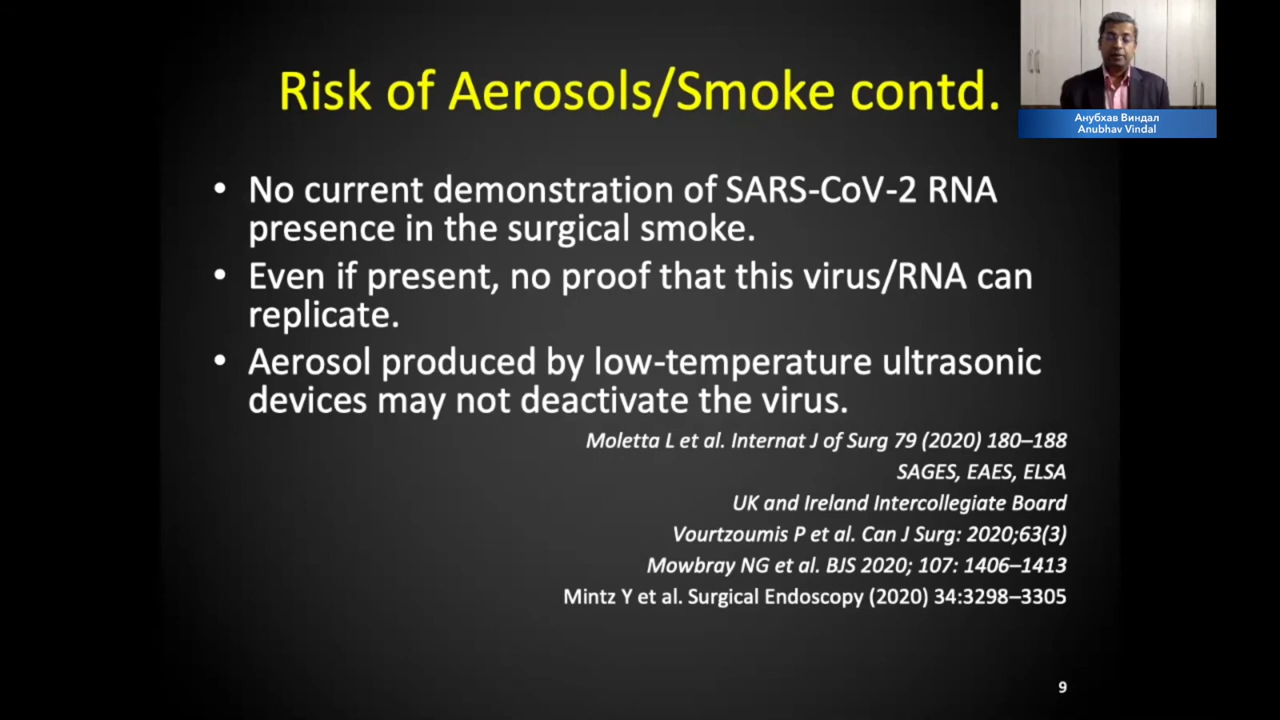 Risk of Aerosols/Smoke contd.
Анубхав Виндал
Anubhav Vindal
• No current demonstration of SARS-CoV-2 RNA
presence in the surgical smoke.
• Even if present, no proof that this virus/RNA can
replicate.
• Aerosol produced by low-temperature ultrasonic
devices may not deactivate the virus.
Moletta L et al. Internat J of Surg 79 (2020) 180–188
SAGES, EAES, ELSA
UK and Ireland Intercollegiate Board
Vourtzoumis P et al. Can J Surg: 2020;63(3)
Mowbray NG et al. BJS 2020; 107: 1406–1413
Mintz Y et al. Surgical Endoscopy (2020) 34:3298–3305
9